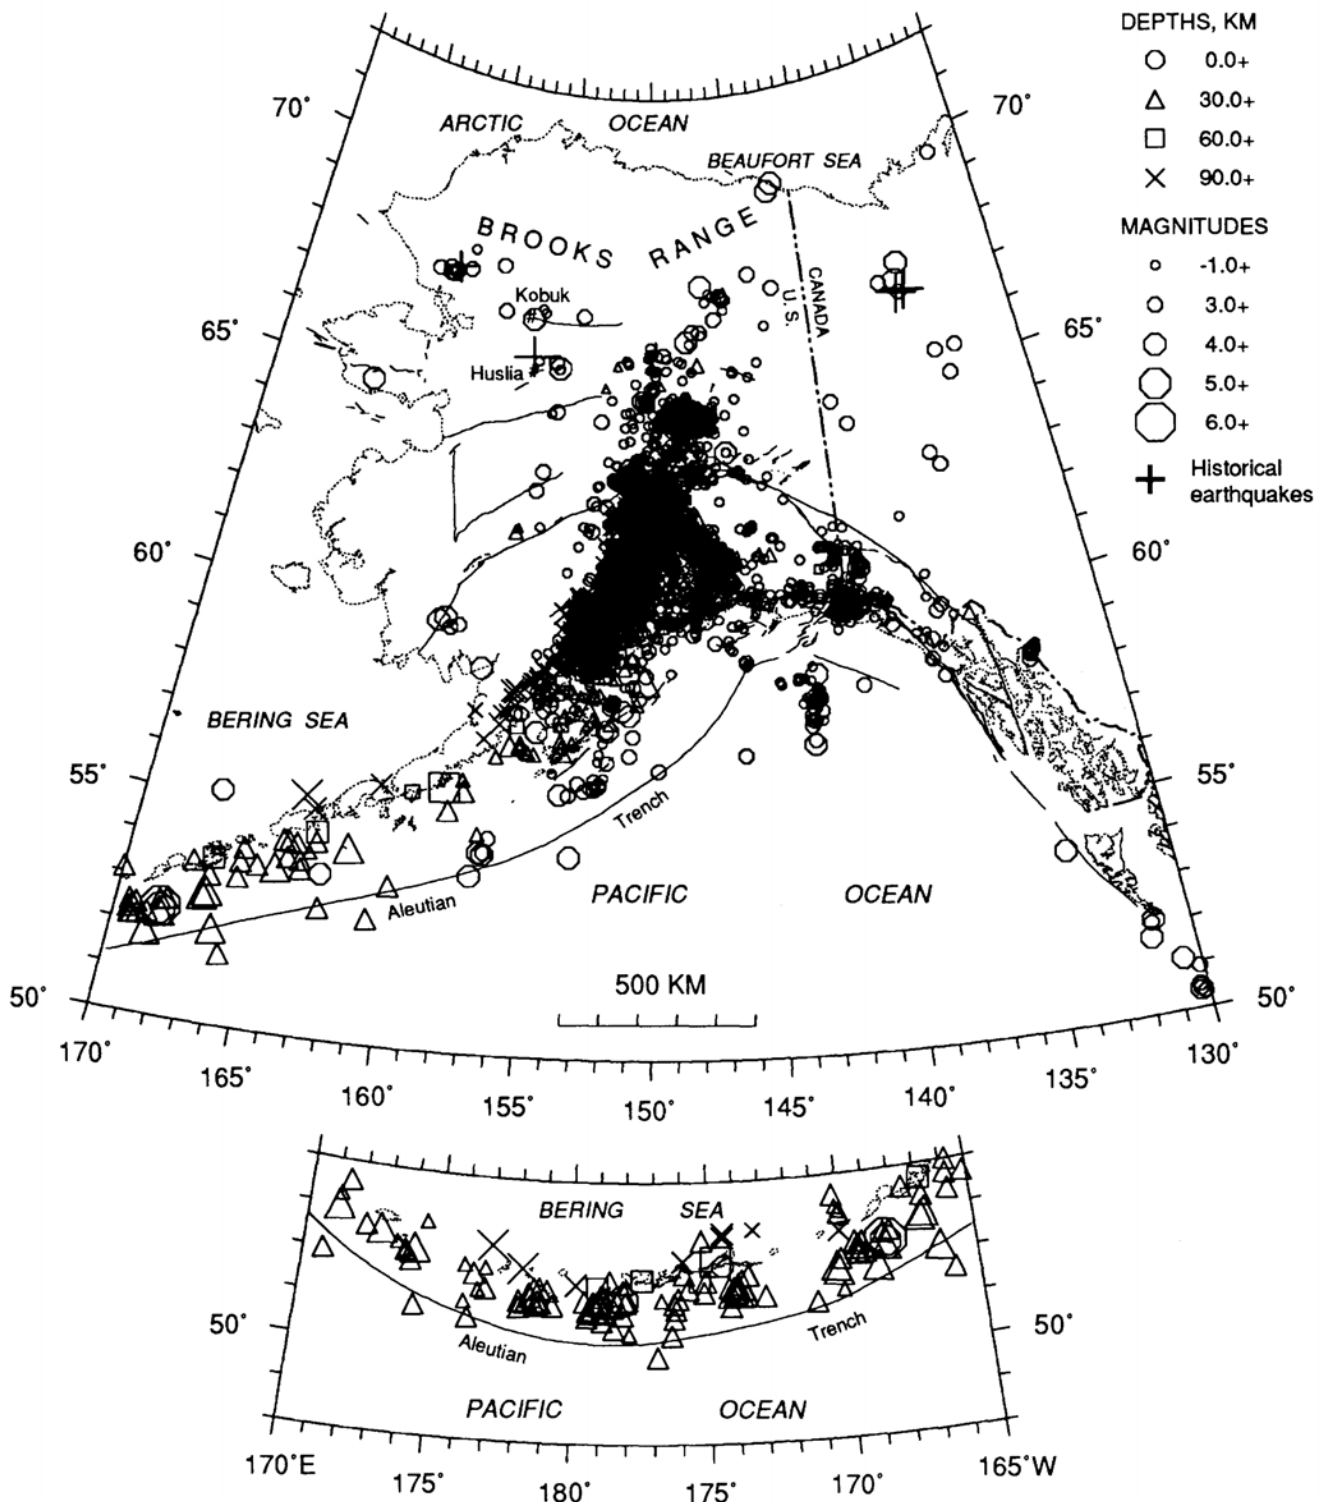 DEPTHS, KM
0.0+
30.0+
60.0+
90.0+
MAGNITUDES
-1.0+
3.0+
4.0+
5.0+
6.0+
Historical
earthquakes
70°
70°
ARCTIC OCEAN
BEAUFORT SEA
BROOKS RANGE
CANADA
U.S.
Kobuk
65°
65°
Huslia
60°
60°
BERING SEA
55°
55°
Trench
PACIFIC OCEAN
Aleutian
500 KM
50°
50°
170°
165°
160°
155°
150°
145°
140°
135°
130°
BERING SEA
50°
50°
Aleutian
Trench
PACIFIC OCEAN
170°E
175°
180°
175°
170°
165°W